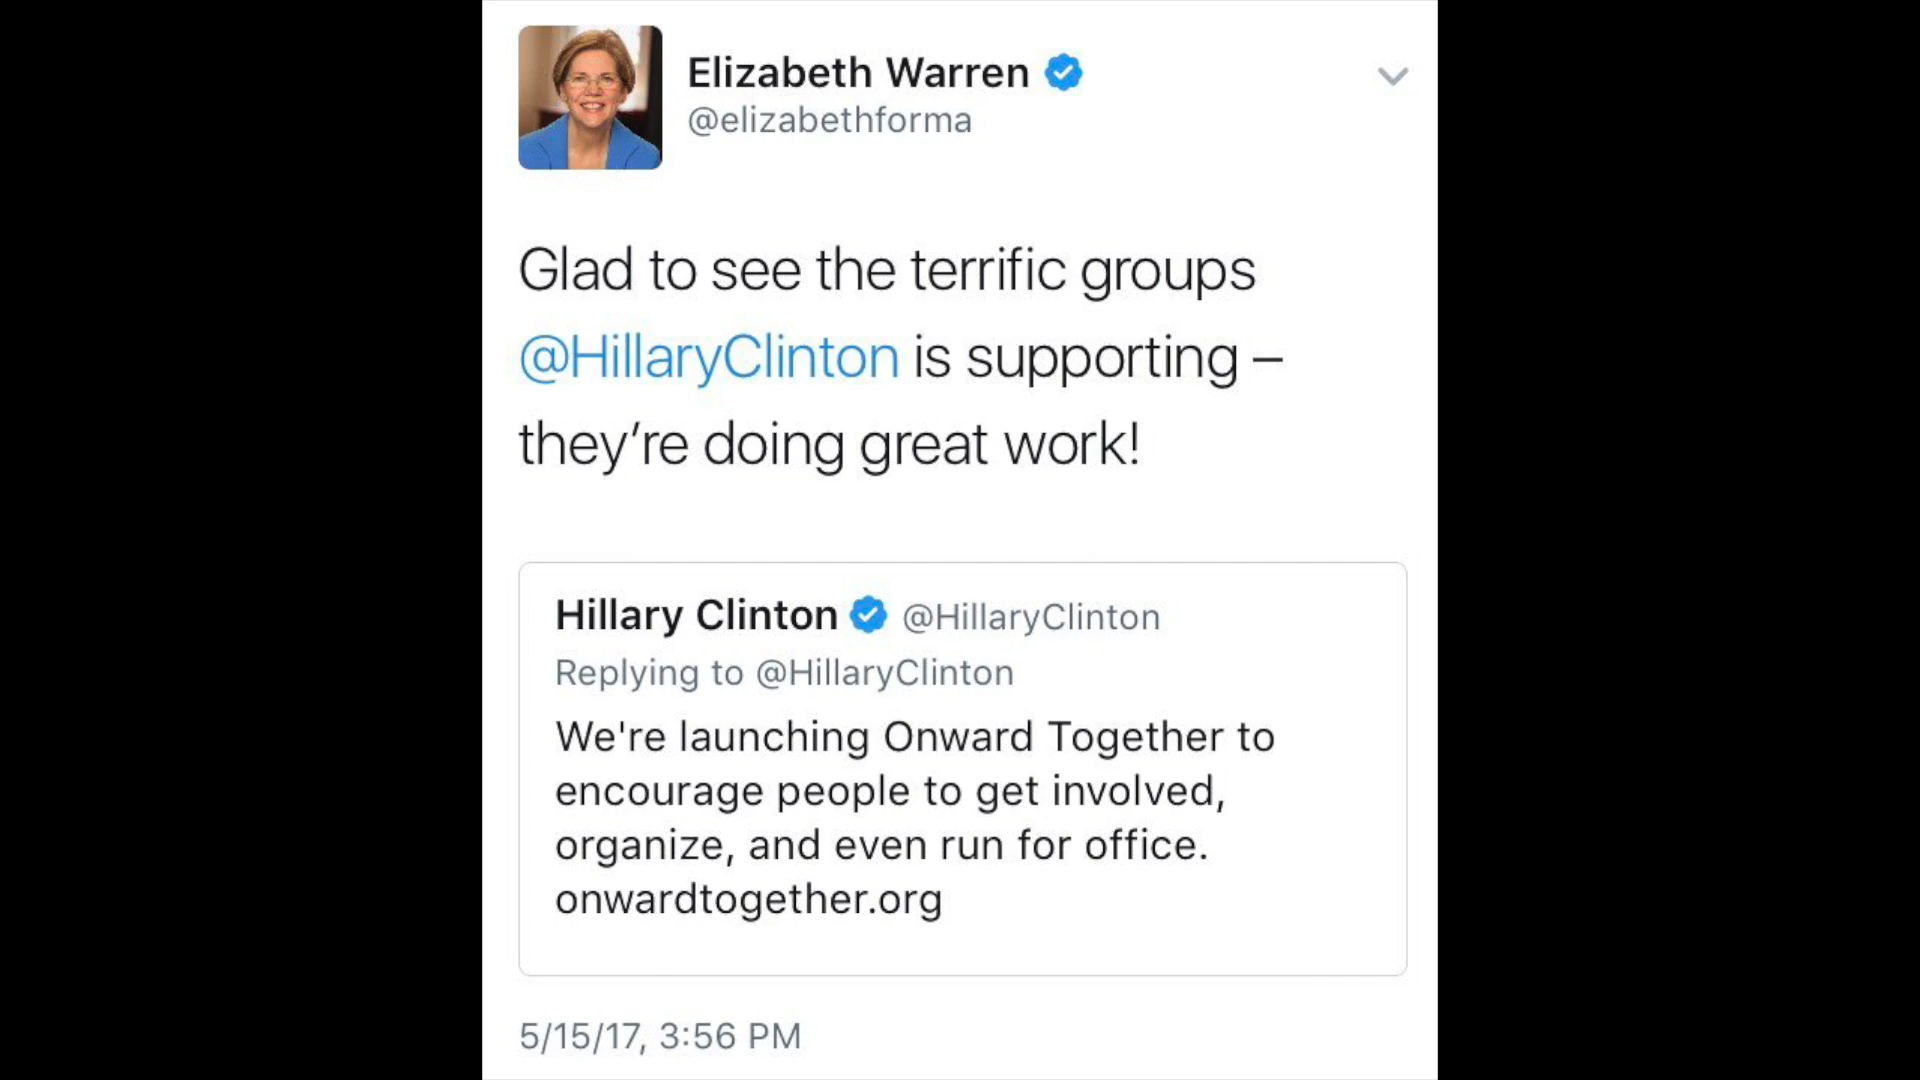 Elizabeth Warren
@elizabethforma
Glad to see the terrific groups
@HillaryClinton is supporting –
they’re doing great work!
Hillary Clinton @HillaryClinton
Replying to @HillaryClinton
We're launching Onward Together to
encourage people to get involved,
organize, and even run for office.
onwardtogether.org
5/15/17, 3:56 PM